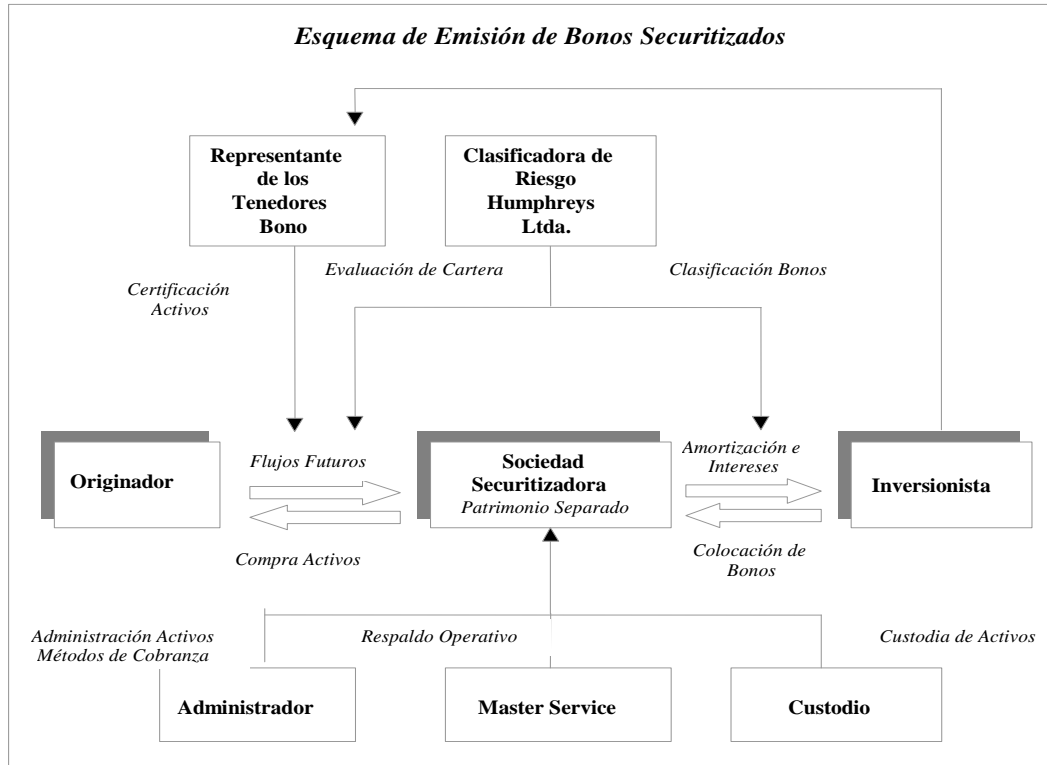 Esquema de Emisión de Bonos Securitizados
Representante
de los
Tenedores
Bono
Clasificadora de
Riesgo
Humphreys
Ltda.
Certificación
Activos
Evaluación de Cartera
Clasificación Bonos
Originador
Flujos Futuros
Compra Activos
Sociedad
Securitizadora
Patrimonio Separado
Amortización e
Intereses
Colocación de
Bonos
Inversionista
Administración Activos
Métodos de Cobranza
Respaldo Operativo
Custodia de Activos
Administrador
Master Service
Custodio